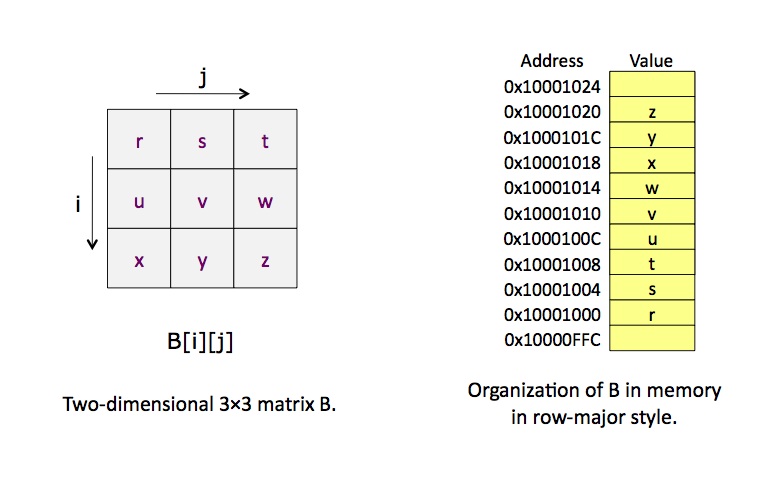 j
i
r s t
u v w
x y z
B[i][j]
Two-dimensional 3×3 matrix B.
Address Value
0x10001024
0x10001020 z
0x1000101C y
0x10001018 x
0x10001014 w
0x10001010 v
0x1000100C u
0x10001008 t
0x10001004 s
0x10001000 r
0x10000FFC
Organization of B in memory
in row-major style.